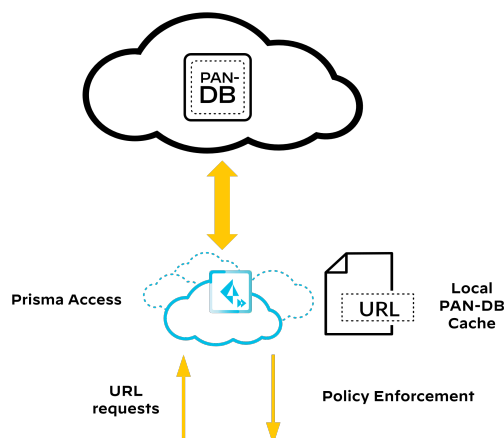 PAN-
DB
Prisma Access
URL
Local
PAN-DB
Cache
URL
requests
Policy Enforcement